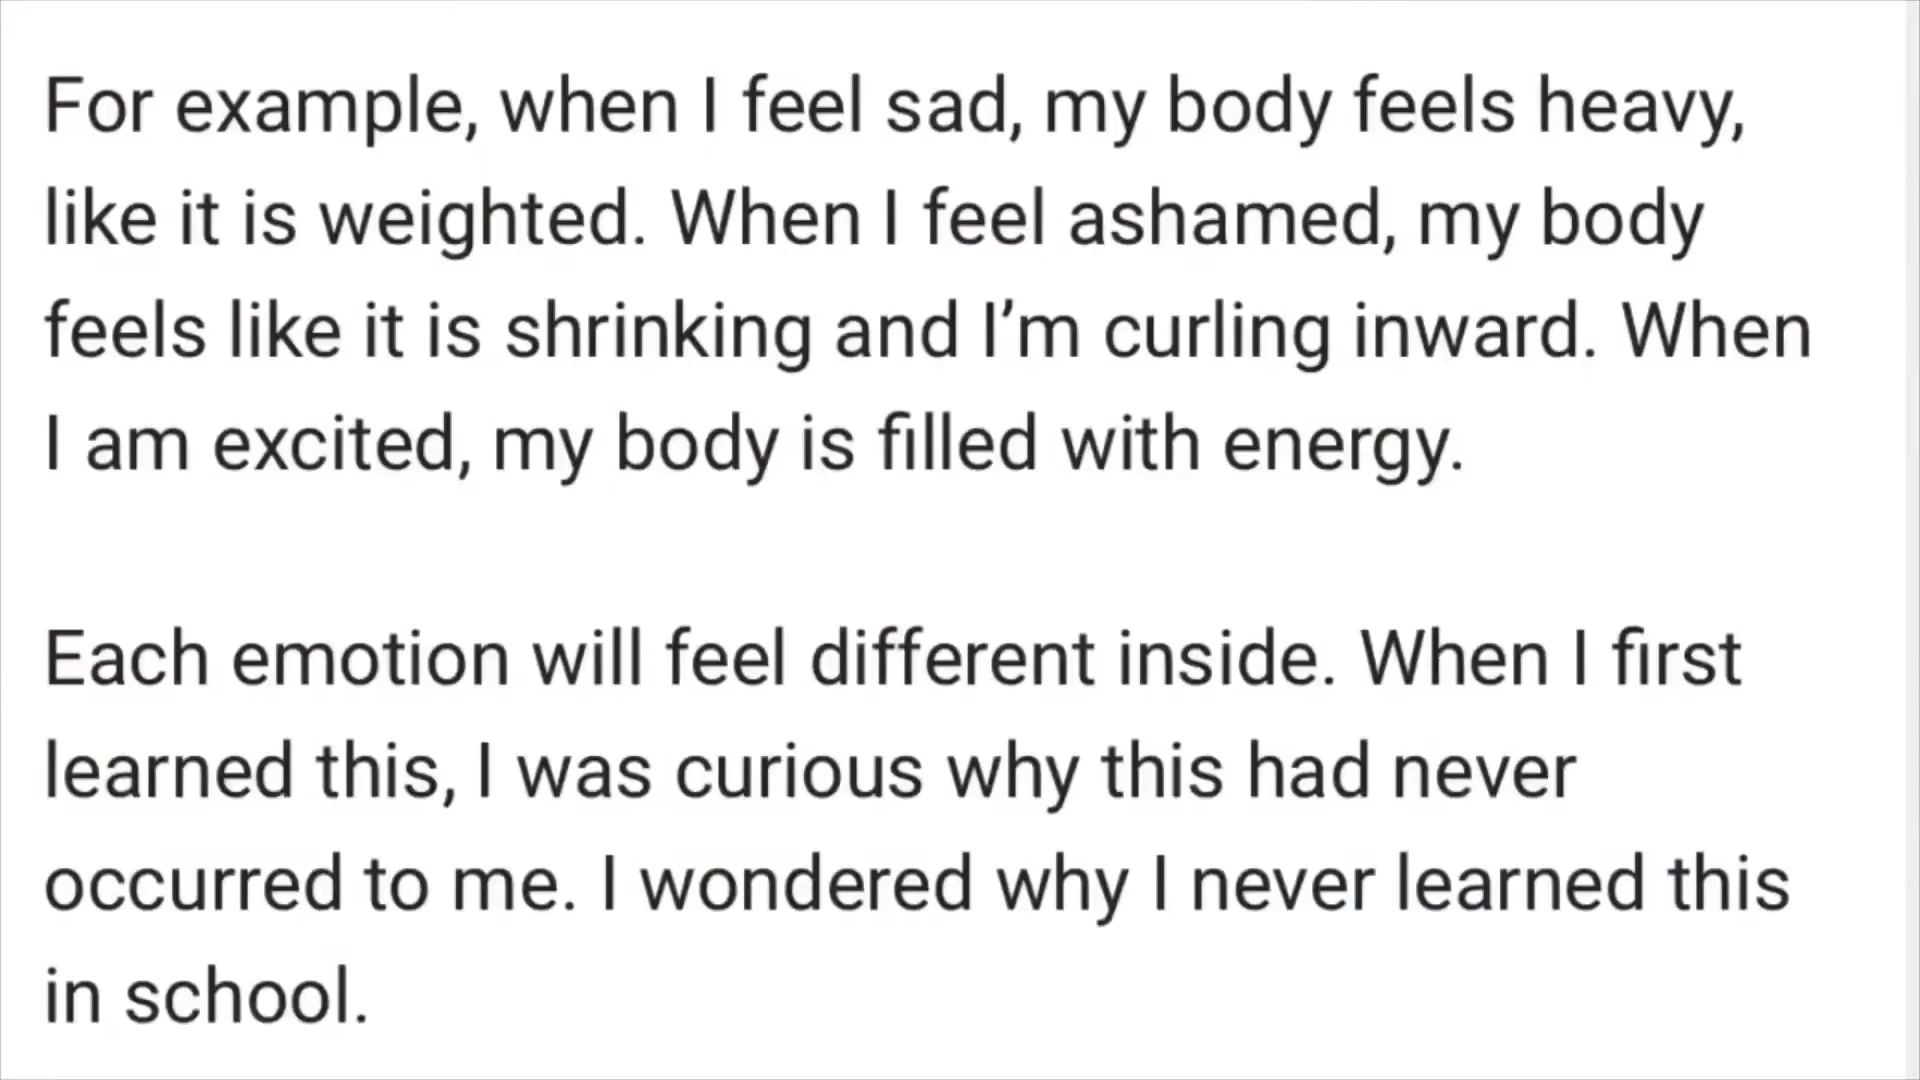 For example, when I feel sad, my body feels heavy,
like it is weighted. When I feel ashamed, my body
feels like it is shrinking and I’m curling inward. When
I am excited, my body is filled with energy.
Each emotion will feel different inside. When I first
learned this, I was curious why this had never
occurred to me. I wondered why I never learned this
in school.